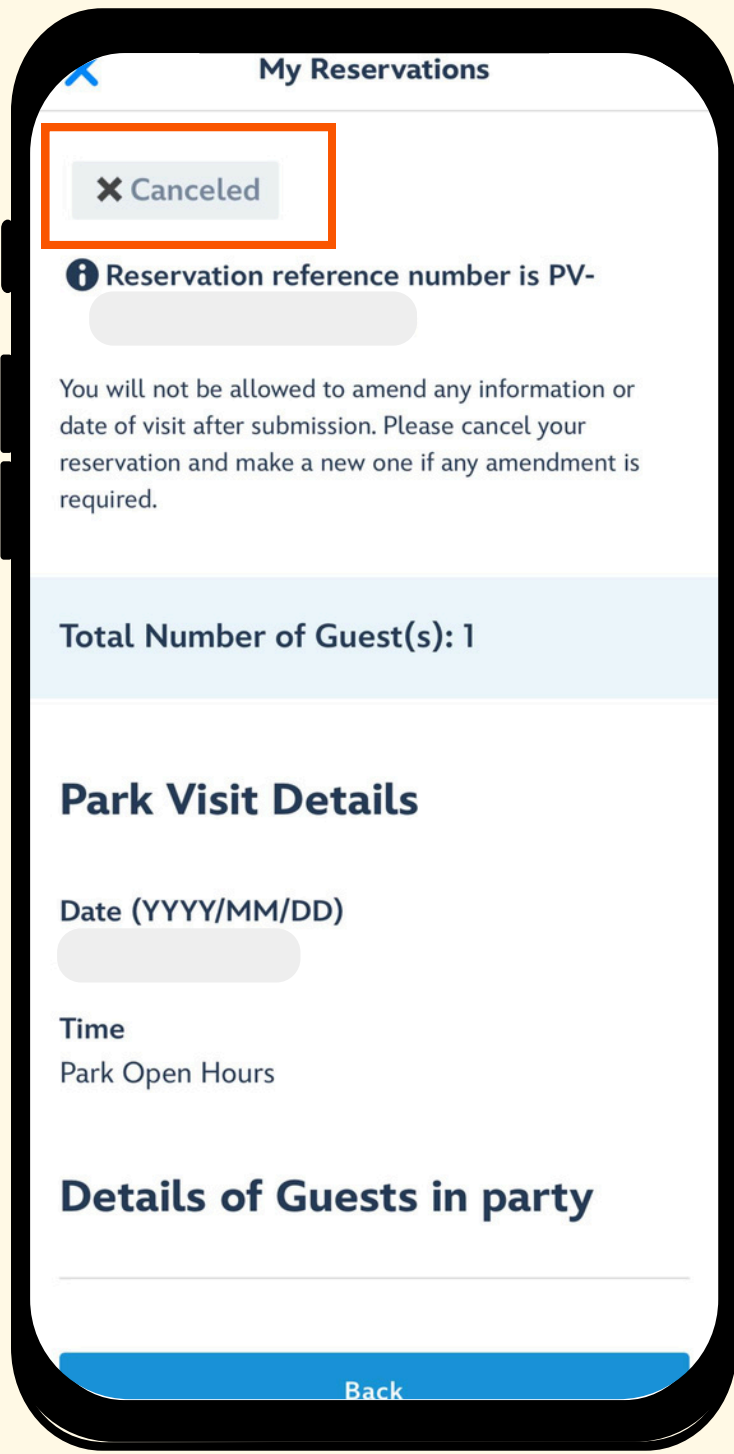 My Reservations
Canceled
Reservation reference number is PV-
You will not be allowed to amend any information or
date of visit after submission. Please cancel your
reservation and make a new one if any amendment is
required.
Total Number of Guest(s): 1
Park Visit Details
Date (YYYY/MM/DD)
Time
Park Open Hours
Details of Guests in party
Back